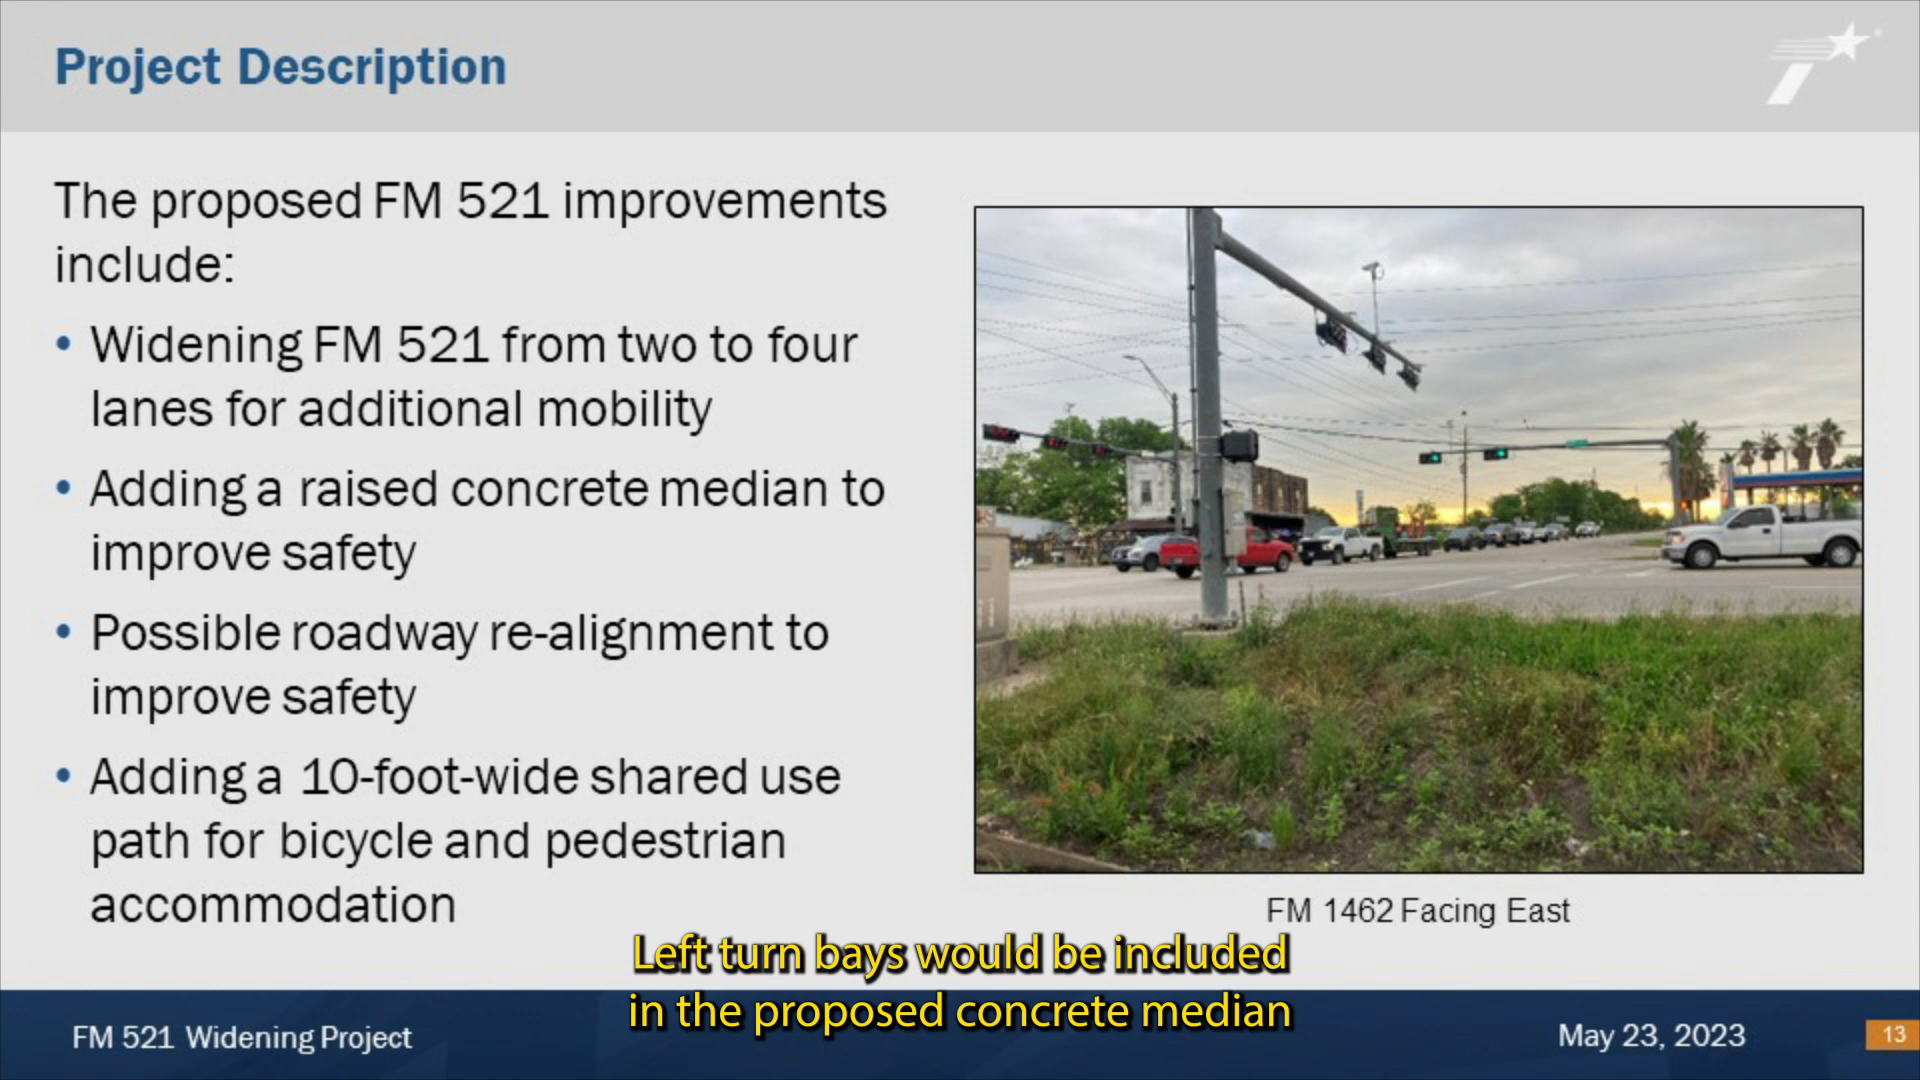 Project Description
The proposed FM 521 improvements
include:
• Widening FM 521 from two to four
lanes for additional mobility
• Adding a raised concrete median to
improve safety
• Possible roadway re-alignment to
improve safety
• Adding a 10-foot-wide shared use
path for bicycle and pedestrian
accommodation
FM 1462 Facing East
Left turn bays would be included
in the proposed concrete median
FM 521 Widening Project
May 23, 2023
13